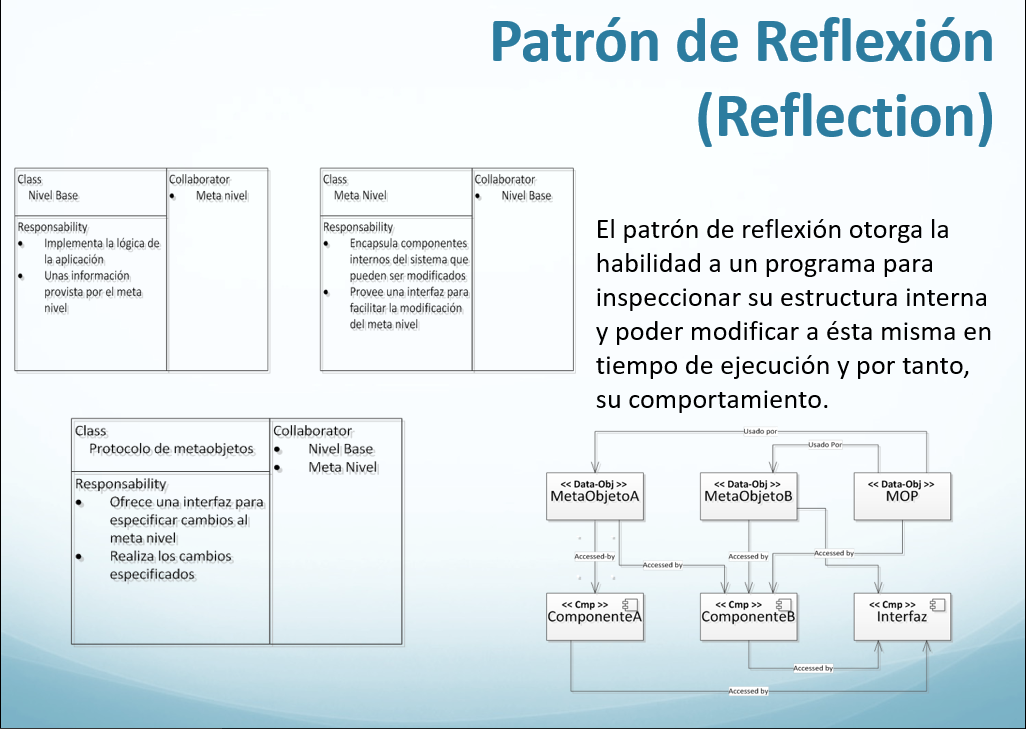 Patrón de Reflexión
(Reflection)
Class
Nivel Base
Collaborator
• Meta nivel
Responsability
• Implementa la lógica de
la aplicación
• Unas información
provista por el meta
nivel
Class
Meta Nivel
Collaborator
• Nivel Base
Responsability
• Encapsula componentes
internos del sistema que
pueden ser modificados
• Provee una interfaz para
facilitar la modificación
del meta nivel
El patrón de reflexión otorga la
habilidad a un programa para
inspeccionar su estructura interna
y poder modificar a ésta misma en
tiempo de ejecución y por tanto,
su comportamiento.
Class
Protocolo de metaobjetos
Collaborator
• Nivel Base
• Meta Nivel
Responsability
• Ofrece una interfaz para
especificar cambios al
meta nivel
• Realiza los cambios
especificados
Usado por
Usado Por
<< Data-Obj >>
MetaObjetoA
<< Data-Obj >>
MetaObjetoB
<< Data-Obj >>
MOP
Accessed by
Accessed by
Accessed by
Accessed by
<< Cmp >>
ComponenteA
<< Cmp >>
ComponenteB
<< Cmp >>
Interfaz
Accessed by
Accessed by